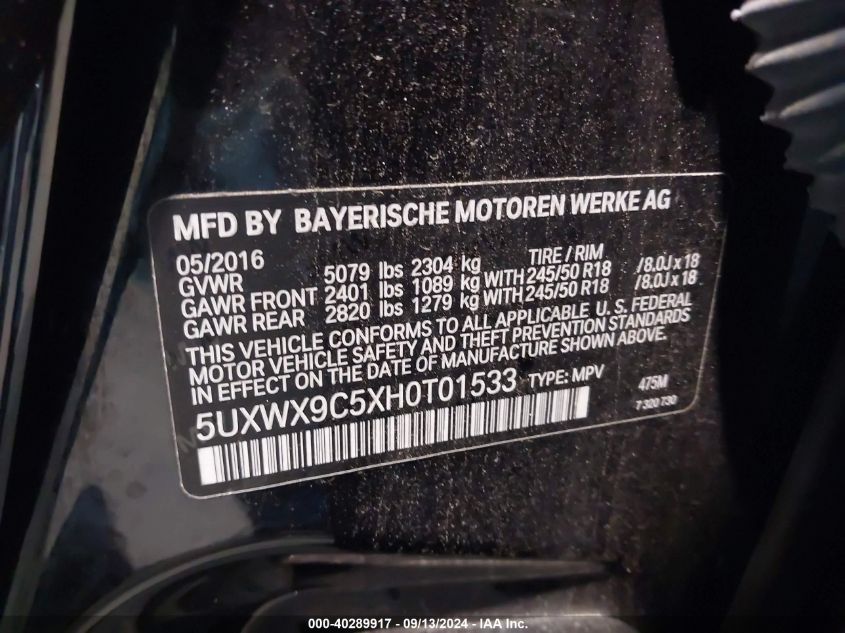 MFD BY BAYERISCHE MOTOREN WERKE AG
05/2016
GVWR 5079 lbs 2304 kg TIRE / RIM
GAWR FRONT 2401 lbs 1089 kg WITH 245/50 R18 / 8.0J x 18
GAWR REAR 2820 lbs 1279 kg WITH 245/50 R18 / 8.0J x 18
THIS VEHICLE CONFORMS TO ALL APPLICABLE U. S. FEDERAL
MOTOR VEHICLE SAFETY AND THEFT PREVENTION STANDARDS
IN EFFECT ON THE DATE OF MANUFACTURE SHOWN ABOVE.
5UXWX9C5XH0T01533 TYPE: MPV 475M
7 320 730
000-40289917 - 09/13/2024 - IAA Inc.